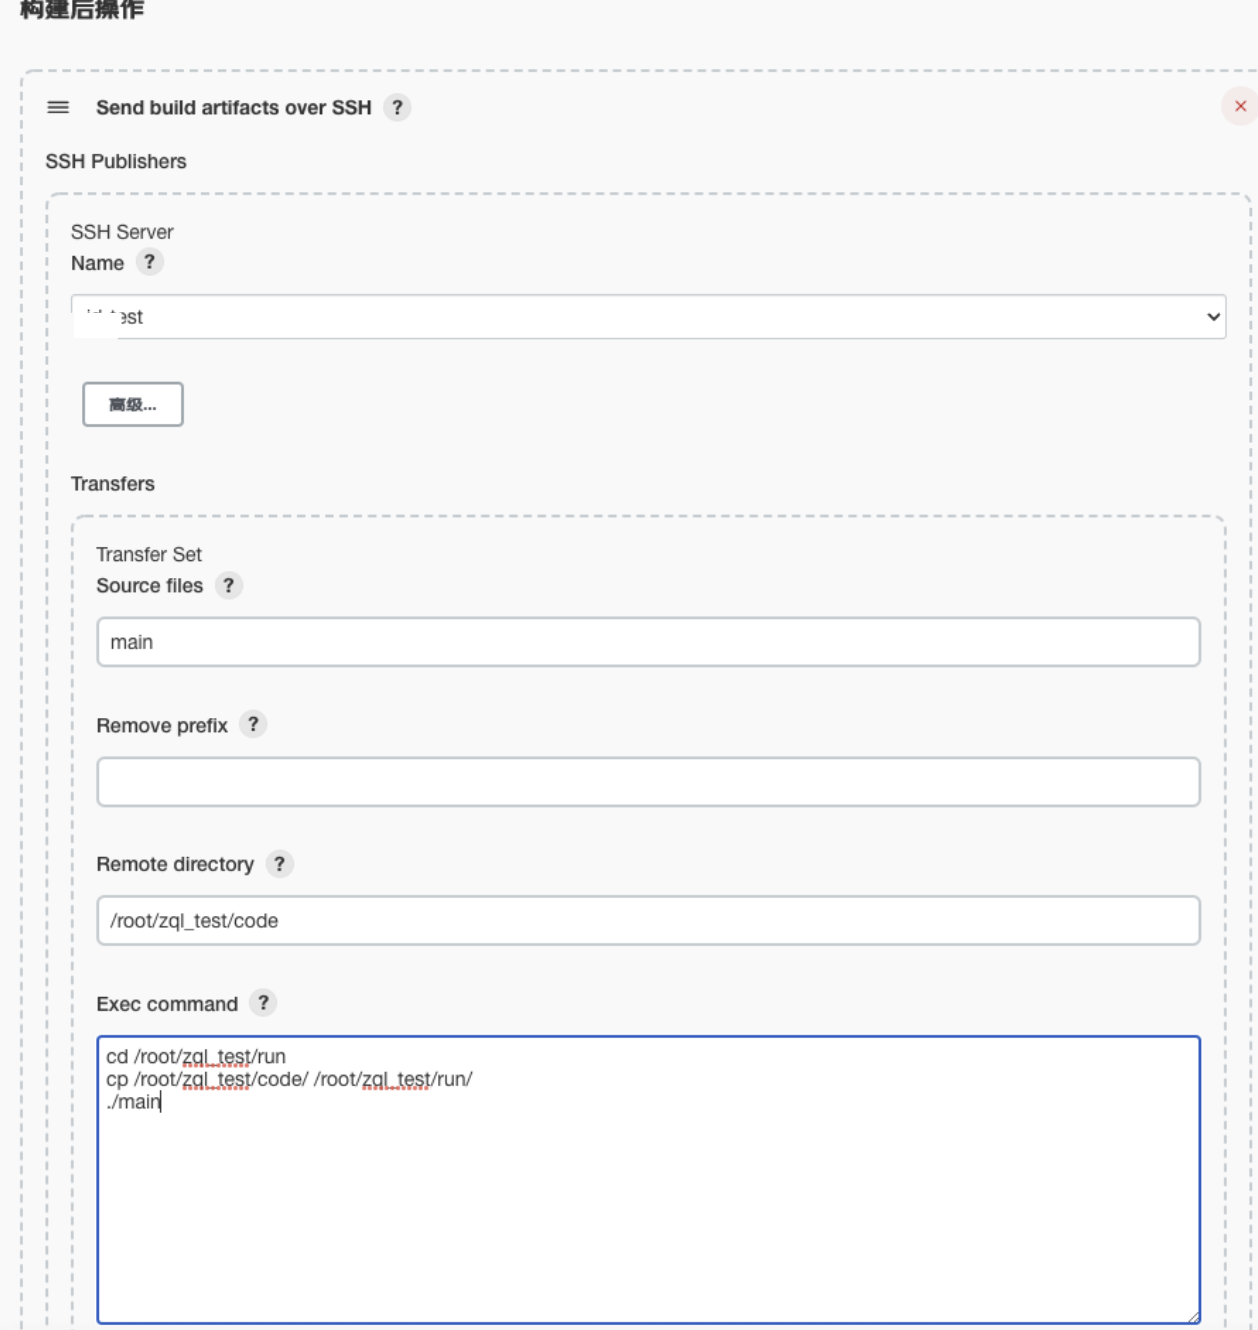 构建后操作
Send build artifacts over SSH ?
SSH Publishers
SSH Server
Name ?
高级...
Transfers
Transfer Set
Source files ?
main
Remove prefix ?
Remote directory ?
/root/zql_test/code
Exec command ?
cd /root/zql_test/run
cp /root/zql_test/code/ /root/zql_test/run/
./main